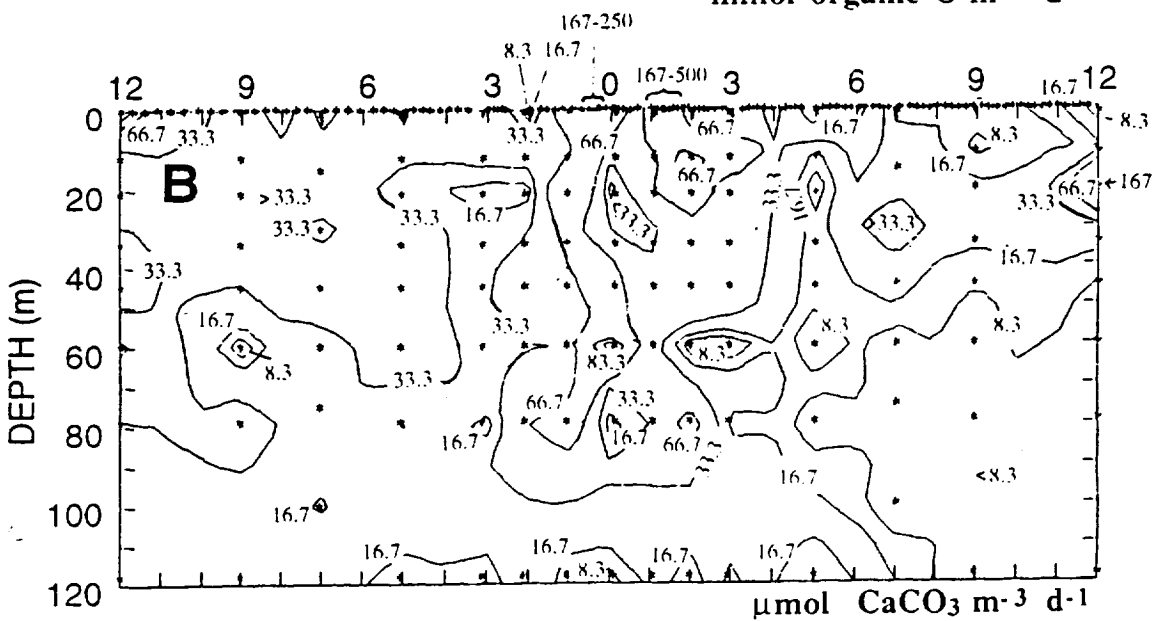 167-250
8.3 16.7
167-500
12 9 6 3 0 3 6 9 12
16.7
0
66.7 33.3 33.3 66.7 66.7 16.7 8.3 8.3
16.7
B
16.7
20
>33.3 33.3 16.7 <33.3 167 33.3 66.7 ←167
33.3 33.3 33.3
40
33.3 16.7
DEPTH (m)
16.7 33.3 8.3 8.3
60
8.3 33.3 83.3 8.3
66.7 33.3
80
16.7 16.7 66.7 33.3
16.7 <8.3
100
16.7
16.7 16.7 16.7 16.7
8.3
120
µmol CaCO3 m-3 d-1